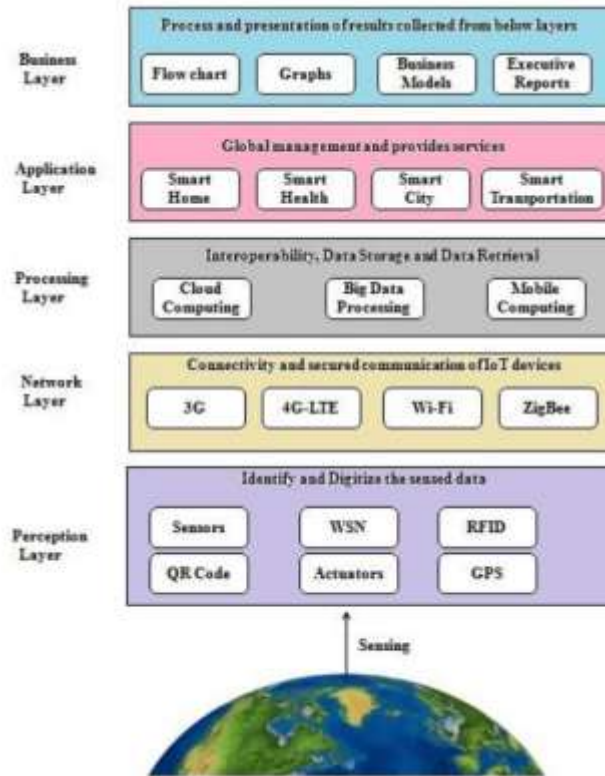 Business
Layer
Process and presentation of results collected from below layers
Flow chart
Graphs
Business
Models
Executive
Reports
Application
Layer
Global management and provides services
Smart
Home
Smart
Health
Smart
City
Smart
Transportation
Processing
Layer
Interoperability, Data Storage and Data Retrieval
Cloud
Computing
Big Data
Processing
Mobile
Computing
Network
Layer
Connectivity and secured communication of IoT devices
3G
4G-LTE
Wi-Fi
ZigBee
Perception
Layer
Identify and Digitize the sensed data
Sensors
WSN
RFID
QR Code
Actuators
GPS
Sensing